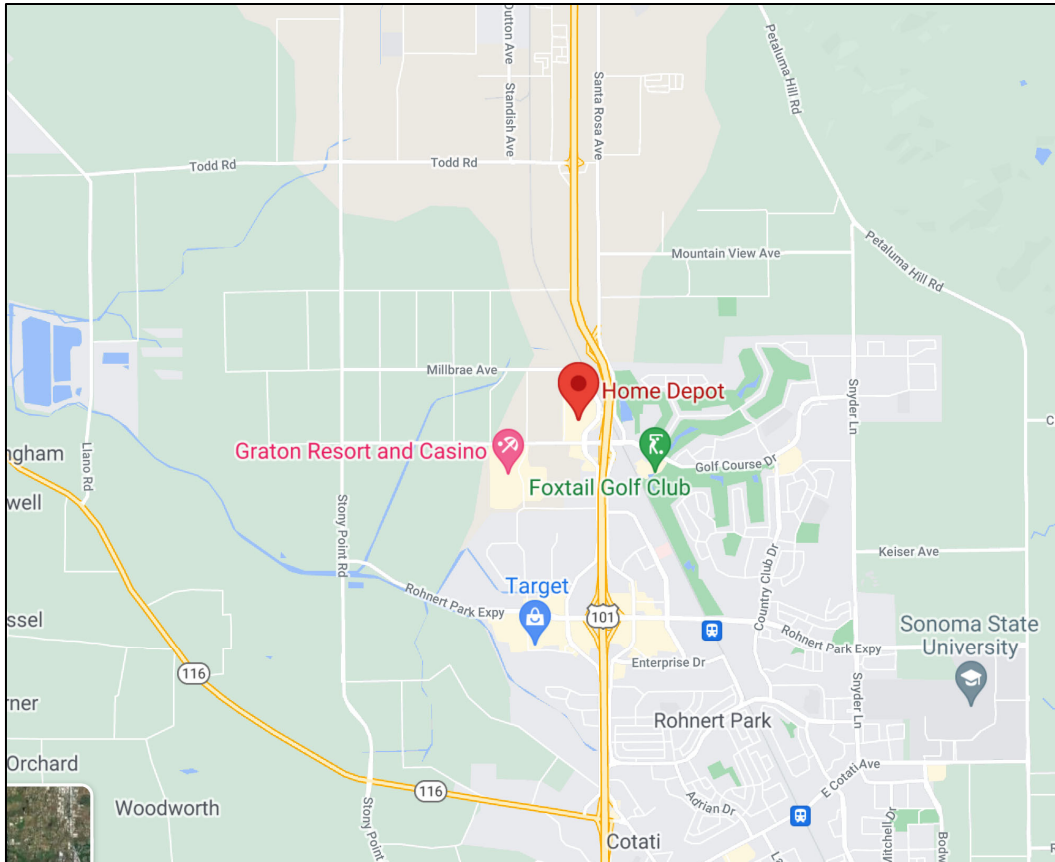 Dutton Ave
Standish Ave
Santa Rosa Ave
Petaluma Hill Rd
Todd Rd
Todd Rd
Petaluma Hill Rd
Mountain View Ave
Millbrae Ave
Home Depot
Snyder Ln
Graton Resort and Casino
Foxtail Golf Club
Golf Course Dr
ngham
Llano Rd
well
Stony Point Rd
Keiser Ave
Country Club Dr
Target
Rohnert Park Expy
101
ssel
Sonoma State
University
Rohnert Park Expy
Enterprise Dr
116
Snyder Ln
rner
Rohnert Park
Orchard
116
E Cotati Ave
Woodworth
Stony Point
Adrian Dr
Mitchell Dr
Cotati